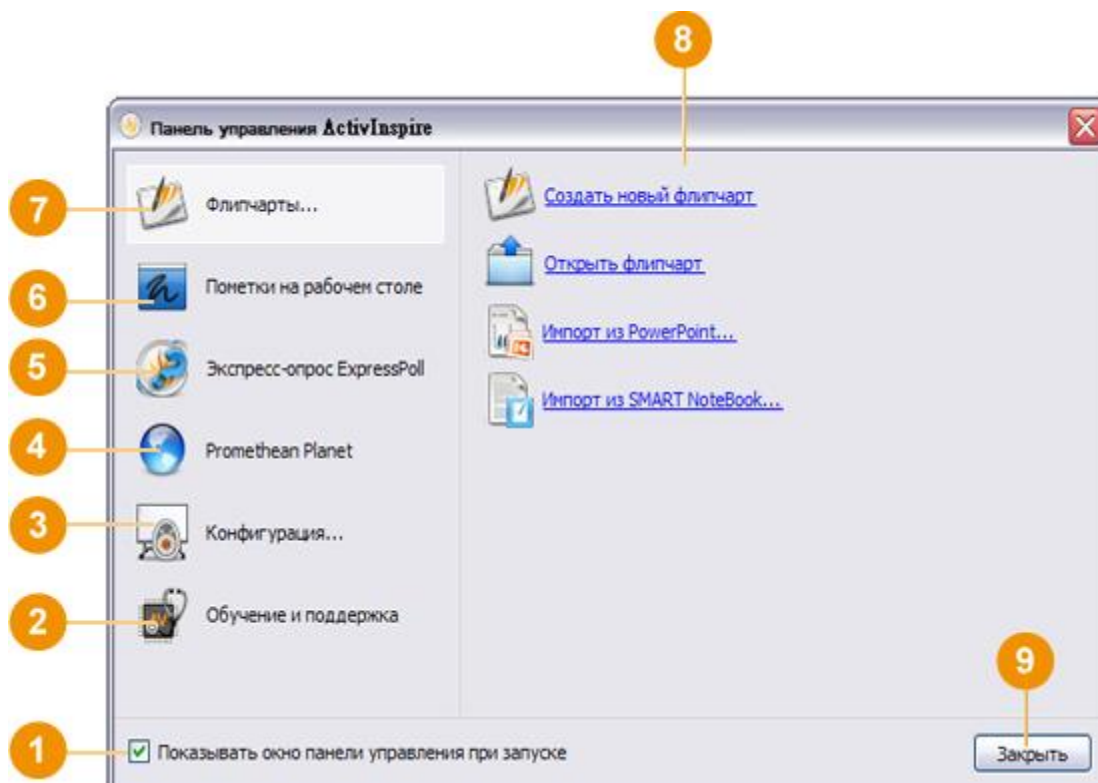 8
Панель управления ActivInspire
7
Флипчарты...
Создать новый флипчарт
6
Пометки на рабочем столе
Открыть флипчарт
5
Экспресс-опрос ExpressPoll
Импорт из PowerPoint...
Импорт из SMART NoteBook...
4
Promethean Planet
3
Конфигурация...
2
Обучение и поддержка
9
1
Показывать окно панели управления при запуске
Закрыть